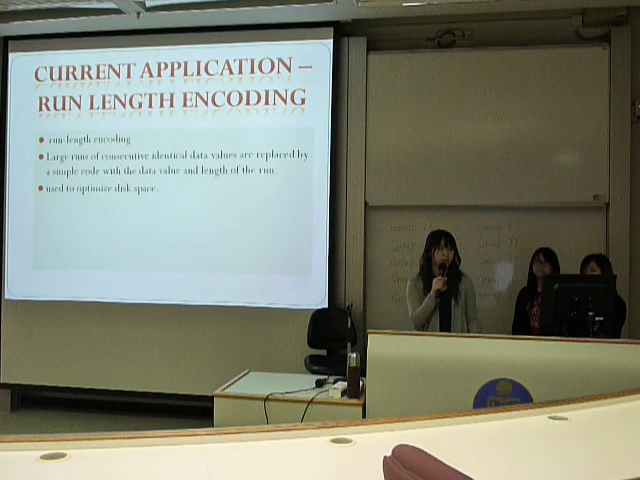 CURRENT APPLICATION –
RUN LENGTH ENCODING
run-length encoding
Large runs of consecutive identical data values are replaced by
a simple code with the data value and length of the run.
used to optimize disk space.